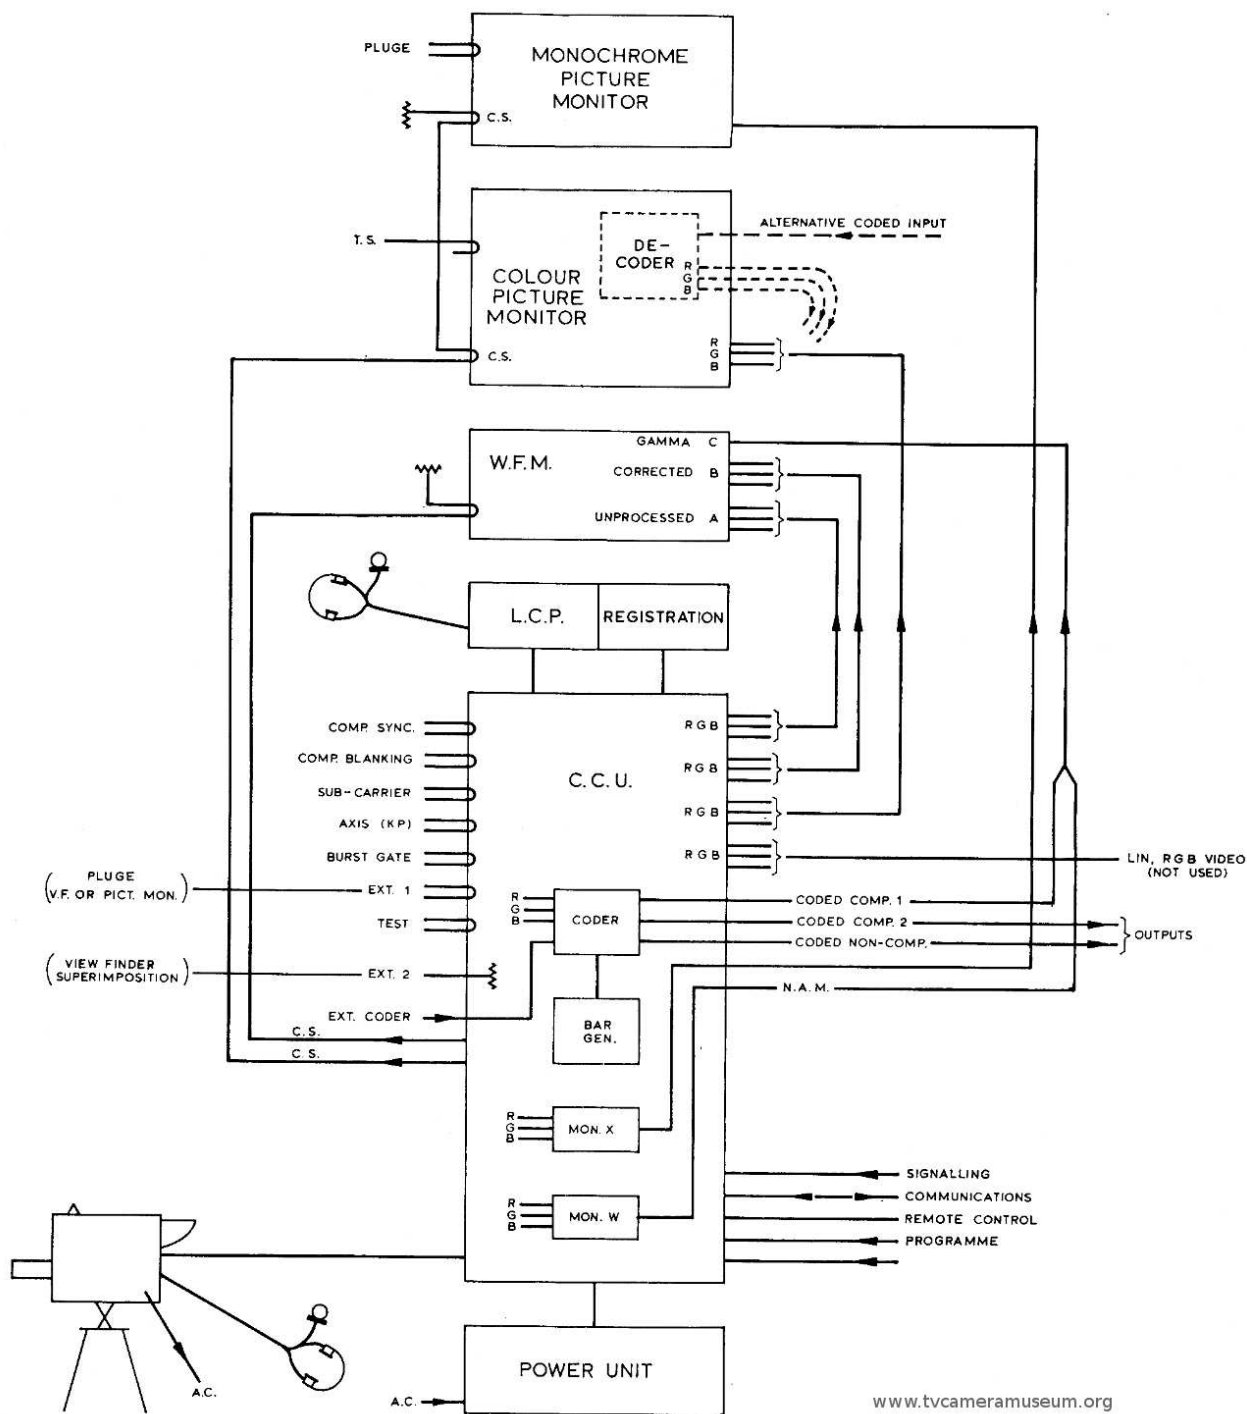 PLUGE
MONOCHROME
PICTURE
MONITOR
C.S.
T.S.
DE-
CODER
R
G
B
ALTERNATIVE CODED INPUT
COLOUR
PICTURE
MONITOR
C.S.
R
G
B
W.F.M.
GAMMA C
CORRECTED B
UNPROCESSED A
L.C.P.
REGISTRATION
COMP. SYNC.
COMP. BLANKING
SUB-CARRIER
AXIS (KP)
BURST GATE
(PLUGE
V.F. OR PICT. MON.)
EXT. 1
TEST
(VIEW FINDER
SUPERIMPOSITION)
EXT. 2
EXT. CODER
C.S.
C.S.
C.C.U.
RGB
RGB
RGB
RGB
LIN, RGB VIDEO
(NOT USED)
R
G
B
CODER
CODED COMP. 1
CODED COMP. 2
CODED NON-COMP.
OUTPUTS
N.A.M.
BAR
GEN.
R
G
B
MON. X
R
G
B
MON. W
SIGNALLING
COMMUNICATIONS
REMOTE CONTROL
PROGRAMME
A.C.
POWER UNIT
A.C.
www.tvcameramuseum.org